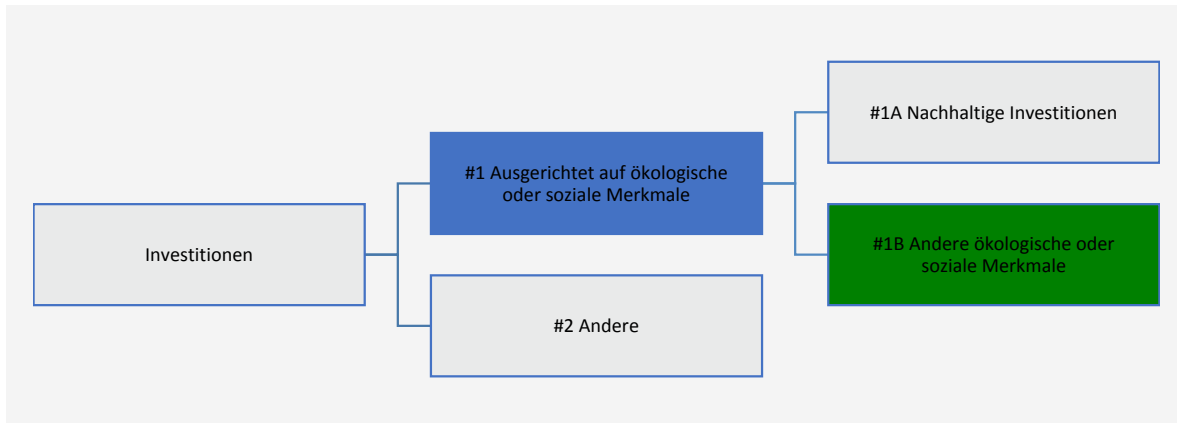 Investitionen
#1 Ausgerichtet auf ökologische
oder soziale Merkmale
#2 Andere
#1A Nachhaltige Investitionen
#1B Andere ökologische oder
soziale Merkmale